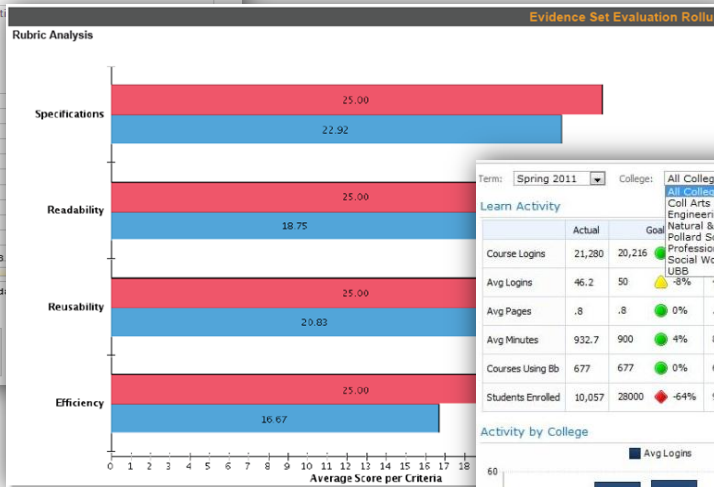 Evidence Set Evaluation Rollu
Rubric Analysis
Specifications
25.00
22.92
Readability
25.00
18.75
Reusability
25.00
20.83
Efficiency
25.00
16.67
0 1 2 3 4 5 6 7 8 9 10 11 12 13 14 15 16 17 18
Average Score per Criteria
Term: Spring 2011 College: All Colleg
All Colleg
Coll Arts
Engineeri
Natural &
Pollard Sc
Professio
Social Wo
UBB
Learn Activity
Actual Goal
Course Logins 21,280 20,216
Avg Logins 46.2 50 -8%
Avg Pages .8 .8 0%
Avg Minutes 932.7 900 4%
Courses Using Bb 677 677 0%
Students Enrolled 10,057 28000 -64%
Activity by College
Avg Logins
60